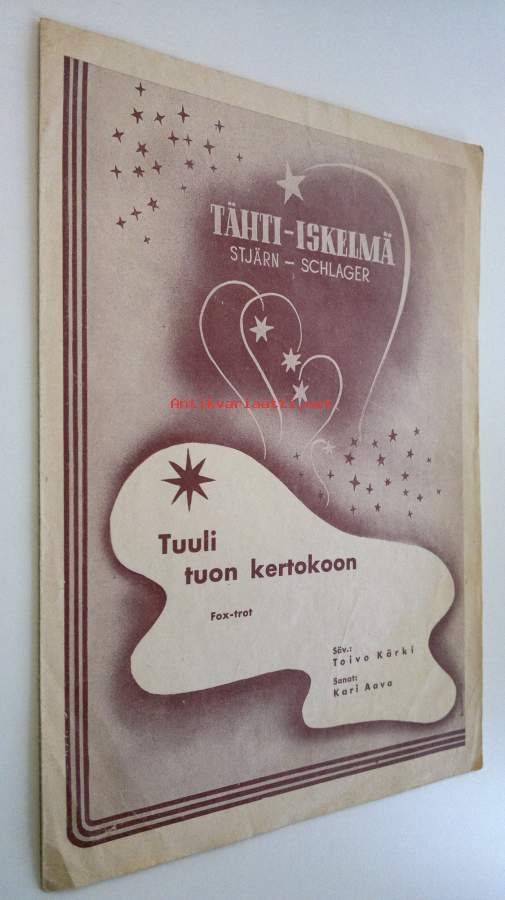 TÄHTI-ISKELMÄ
STJÄRN - SCHLAGER
Antikvariaatti.net
Tuuli
tuon kertokoon
Fox-trot
Säv.:
Toivo Kärki
Sanat:
Kari Aava